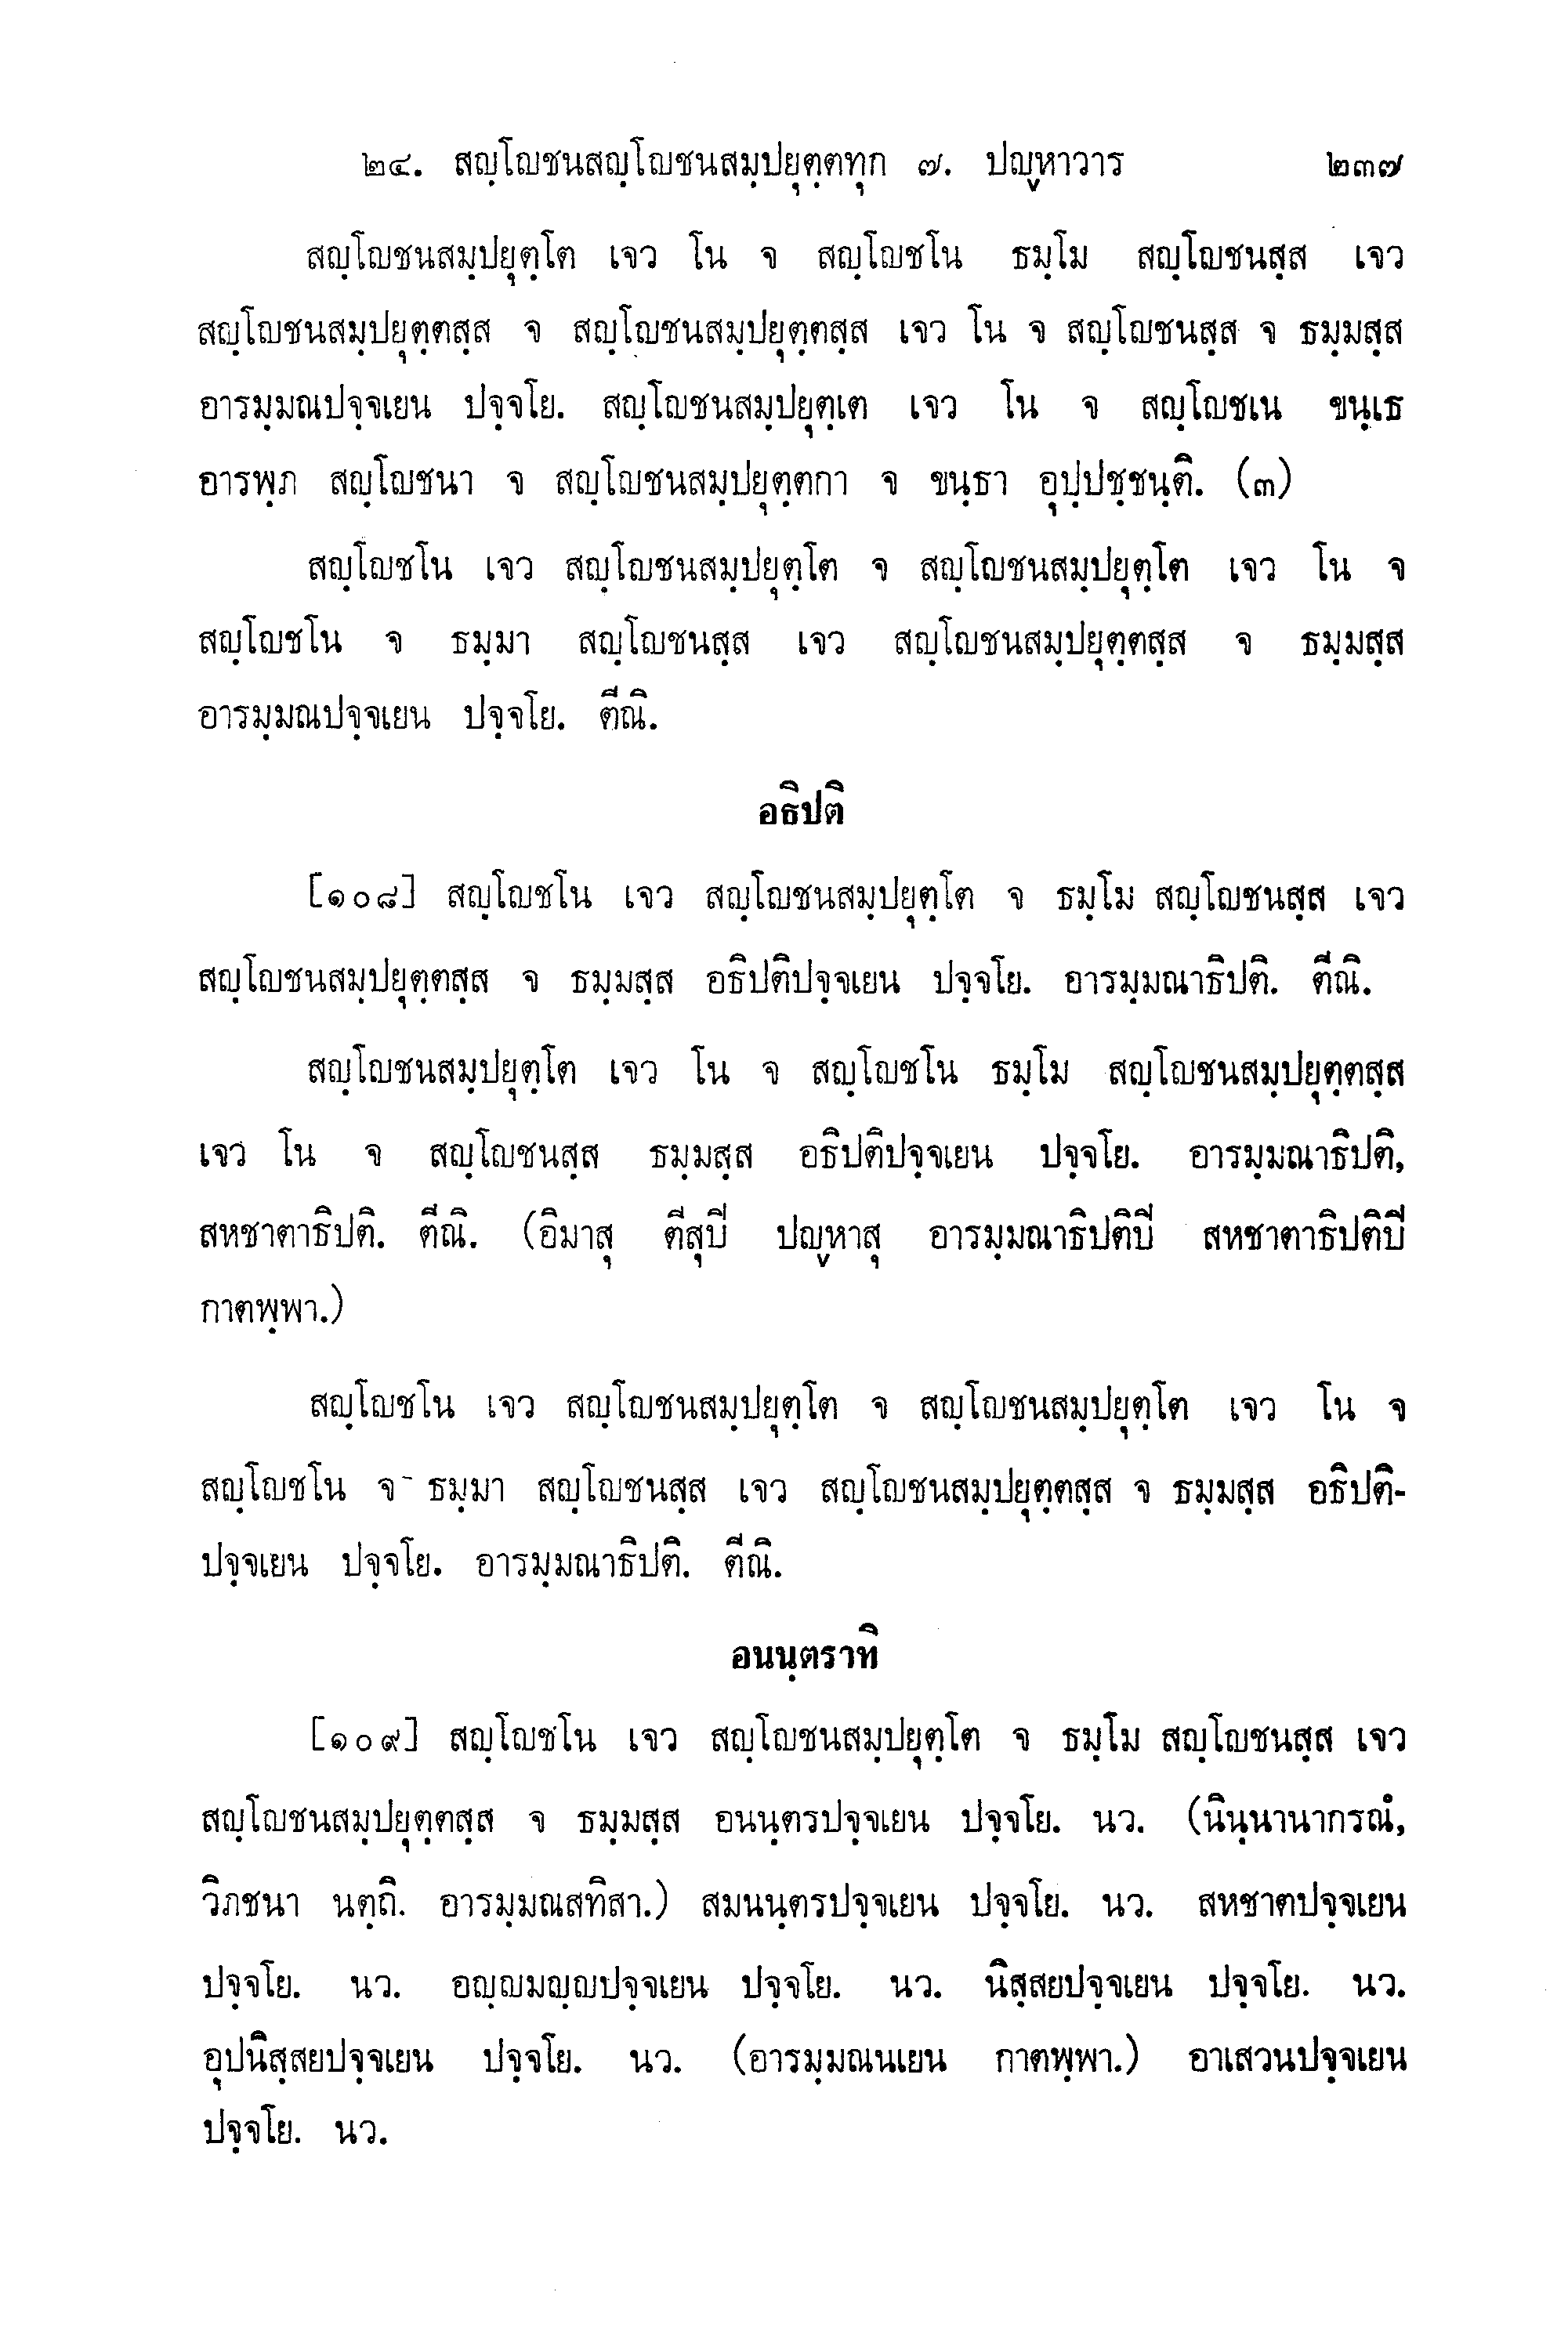 ๒๔. สญฺโญชนสญฺโญชนสมฺปยุตฺตทุก ๗. ปญฺหาวาร ๒๓๗
สญฺโญชนสมฺปยุตฺโต เจว โน จ สญฺโญชโน ธมฺโม สญฺโญชนสฺส เจว
สญฺโญชนสมฺปยุตฺตสฺส จ สญฺโญชนสมฺปยุตฺตสฺส เจว โน จ สญฺโญชนสฺส จ ธมฺมสฺส
อารมฺมณปจฺจเยน ปจฺจโย. สญฺโญชนสมฺปยุตฺเต เจว โน จ สญฺโญชเน ขนฺเธ
อารพฺภ สญฺโญชนา จ สญฺโญชนสมฺปยุตฺตกา จ ขนฺธา อุปฺปชฺชนฺติ. (๓)
สญฺโญชโน เจว สญฺโญชนสมฺปยุตฺโต จ สญฺโญชนสมฺปยุตฺโต เจว โน จ
สญฺโญชโน จ ธมฺมา สญฺโญชนสฺส เจว สญฺโญชนสมฺปยุตฺตสฺส จ ธมฺมสฺส
อารมฺมณปจฺจเยน ปจฺจโย. ตีณิ.
อธิปติ
[๑๐๘] สญฺโญชโน เจว สญฺโญชนสมฺปยุตฺโต จ ธมฺโม สญฺโญชนสฺส เจว
สญฺโญชนสมฺปยุตฺตสฺส จ ธมฺมสฺส อธิปติปจฺจเยน ปจฺจโย. อารมฺมณาธิปติ. ตีณิ.
สญฺโญชนสมฺปยุตฺโต เจว โน จ สญฺโญชโน ธมฺโม สญฺโญชนสมฺปยุตฺตสฺส
เจว โน จ สญฺโญชนสฺส ธมฺมสฺส อธิปติปจฺจเยน ปจฺจโย. อารมฺมณาธิปติ,
สหชาตาธิปติ. ตีณิ. (อิมาสุ ตีสุปิ ปญฺหาสุ อารมฺมณาธิปติปิ สหชาตาธิปติปิ
กาตพฺพา.)
สญฺโญชโน เจว สญฺโญชนสมฺปยุตฺโต จ สญฺโญชนสมฺปยุตฺโต เจว โน จ
สญฺโญชโน จ ธมฺมา สญฺโญชนสฺส เจว สญฺโญชนสมฺปยุตฺตสฺส จ ธมฺมสฺส อธิปติ-
ปจฺจเยน ปจฺจโย. อารมฺมณาธิปติ. ตีณิ.
อนนฺตราทิ
[๑๐๙] สญฺโญชโน เจว สญฺโญชนสมฺปยุตฺโต จ ธมฺโม สญฺโญชนสฺส เจว
สญฺโญชนสมฺปยุตฺตสฺส จ ธมฺมสฺส อนนฺตรปจฺจเยน ปจฺจโย. นว. (นินฺนานากรณํ,
วิภชนา นตฺถิ. อารมฺมณสทิสา.) สมนนฺตรปจฺจเยน ปจฺจโย. นว. สหชาตปจฺจเยน
ปจฺจโย. นว. อญฺญมญฺญปจฺจเยน ปจฺจโย. นว. นิสฺสยปจฺจเยน ปจฺจโย. นว.
อุปนิสฺสยปจฺจเยน ปจฺจโย. นว. (อารมฺมณนเยน กาตพฺพา.) อาเสวนปจฺจเยน
ปจฺจโย. นว.